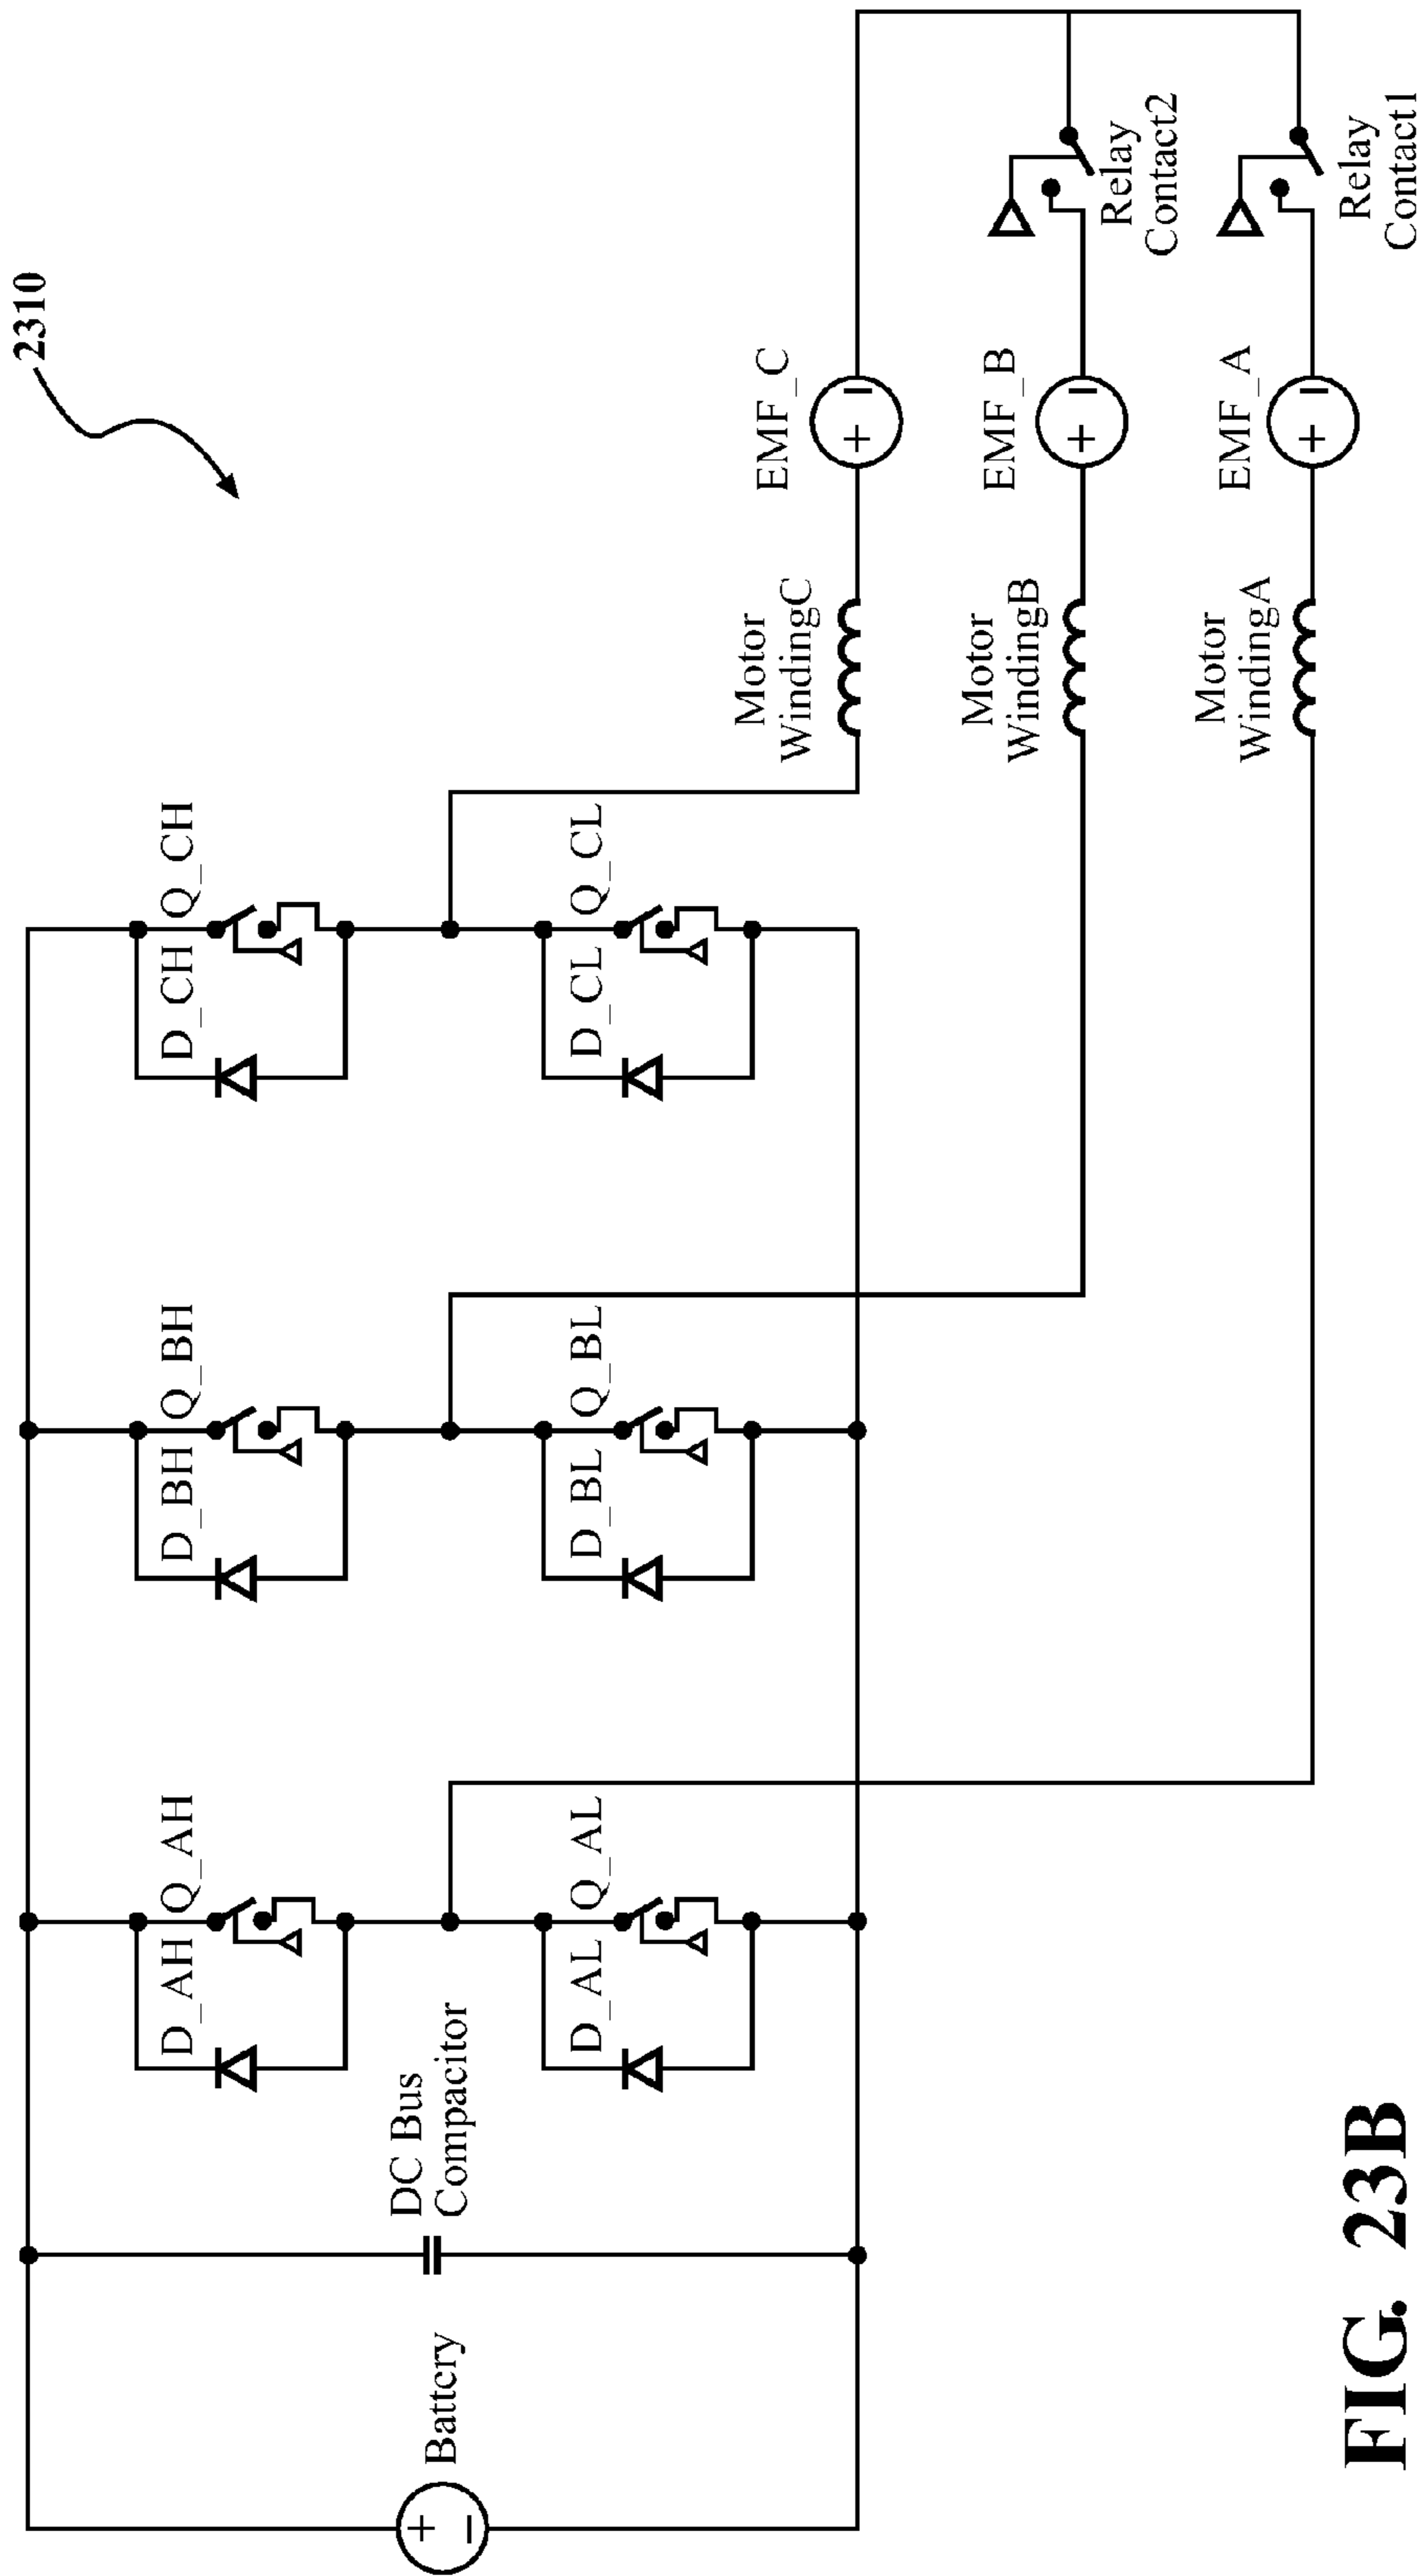 2310
D_AH
Q_AH
D_BH
Q_BH
D_CH
Q_CH
Battery
DC Bus
Compacitor
D_AL
Q_AL
D_BL
Q_BL
D_CL
Q_CL
Motor
WindingC
EMF_C
Motor
WindingB
EMF_B
Relay
Contact2
Motor
WindingA
EMF_A
Relay
Contact1
FIG. 23B